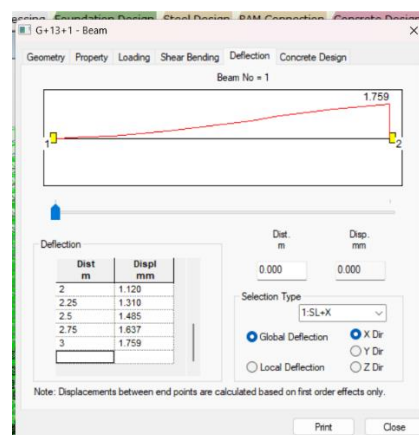 Foundation Design Steel Design RAM Connection Concrete Design
G+13+1 - Beam
Geometry Property Loading Shear Bending Deflection Concrete Design
Beam No = 1
1.759
1 2
Deflection
Dist m Displ mm
2 1.120
2.25 1.310
2.5 1.485
2.75 1.637
3 1.759
Dist. m Disp. mm
0.000 0.000
Selection Type
1:SL+X
Global Deflection X Dir
Y Dir
Local Deflection Z Dir
Note: Displacements between end points are calculated based on first order effects only.
Print Close